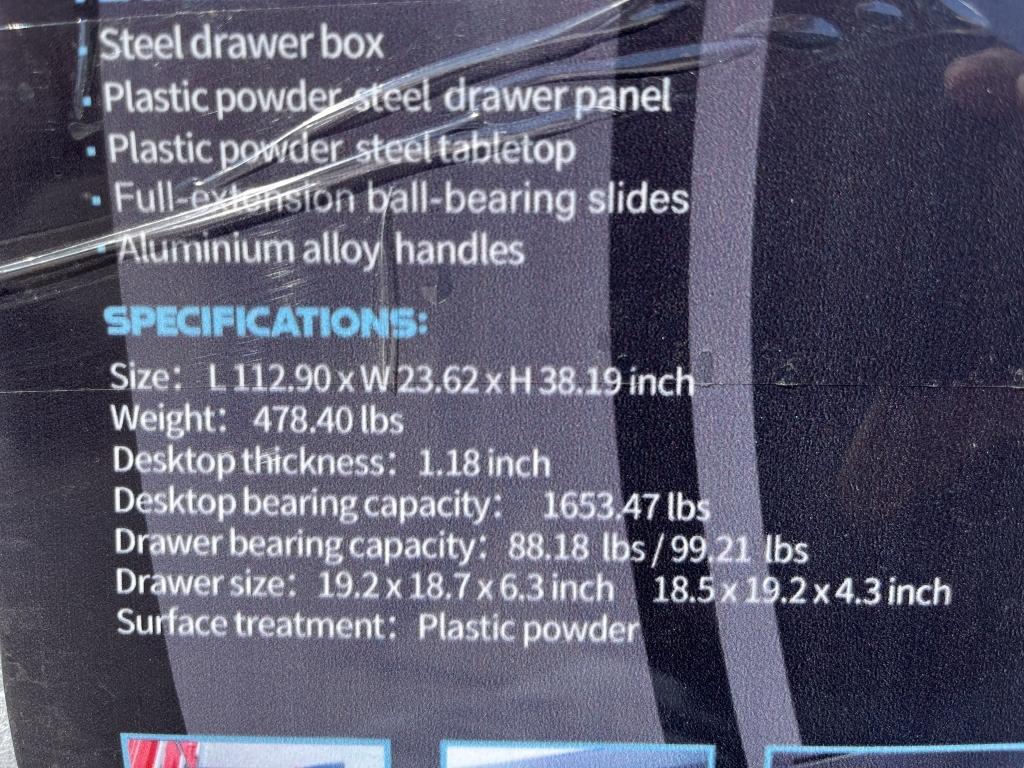 Steel drawer box
Plastic powder steel drawer panel
Plastic powder steel tabletop
Full-extension ball-bearing slides
Aluminium alloy handles
SPECIFICATIONS:
Size: L 112.90 x W 23.62 x H 38.19 inch
Weight: 478.40 lbs
Desktop thickness: 1.18 inch
Desktop bearing capacity: 1653.47 lbs
Drawer bearing capacity: 88.18 lbs / 99.21 lbs
Drawer size: 19.2 x 18.7 x 6.3 inch 18.5 x 19.2 x 4.3 inch
Surface treatment: Plastic powder